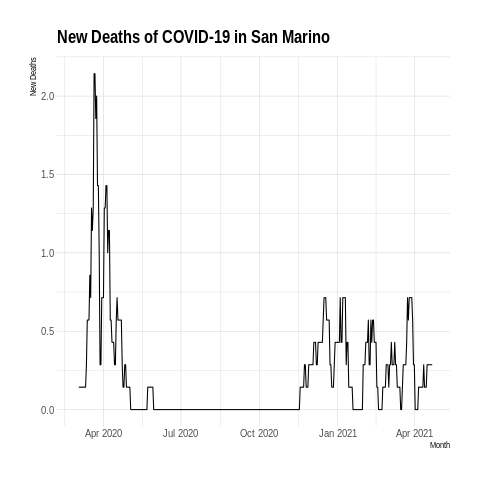 New Deaths of COVID-19 in San Marino
New Deaths
2.0
1.5
1.0
0.5
0.0
Apr 2020 Jul 2020 Oct 2020 Jan 2021 Apr 2021
Month